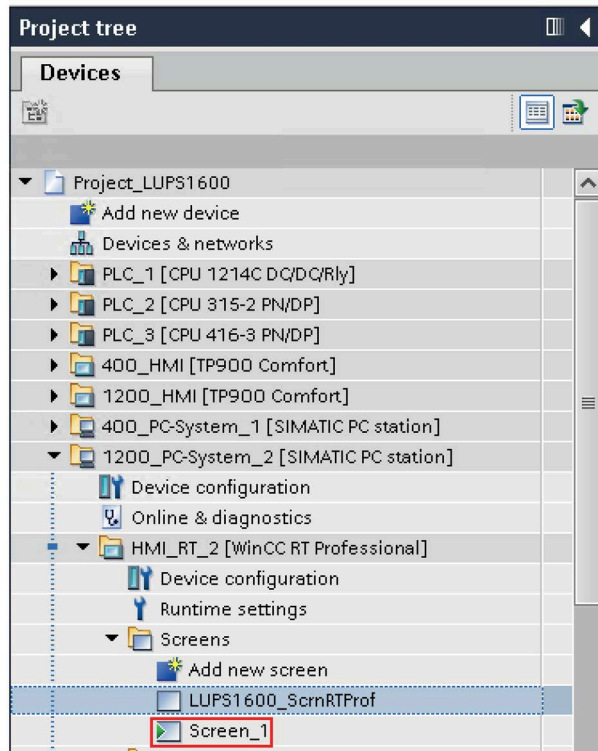 Project tree
Devices
Project_LUPS1600
Add new device
Devices & networks
PLC_1 [CPU 1214C DC/DC/Rly]
PLC_2 [CPU 315-2 PN/DP]
PLC_3 [CPU 416-3 PN/DP]
400_HMI [TP900 Comfort]
1200_HMI [TP900 Comfort]
400_PC-System_1 [SIMATIC PC station]
1200_PC-System_2 [SIMATIC PC station]
Device configuration
Online & diagnostics
HMI_RT_2 [WinCC RT Professional]
Device configuration
Runtime settings
Screens
Add new screen
LUPS1600_ScrnRTProf
Screen_1